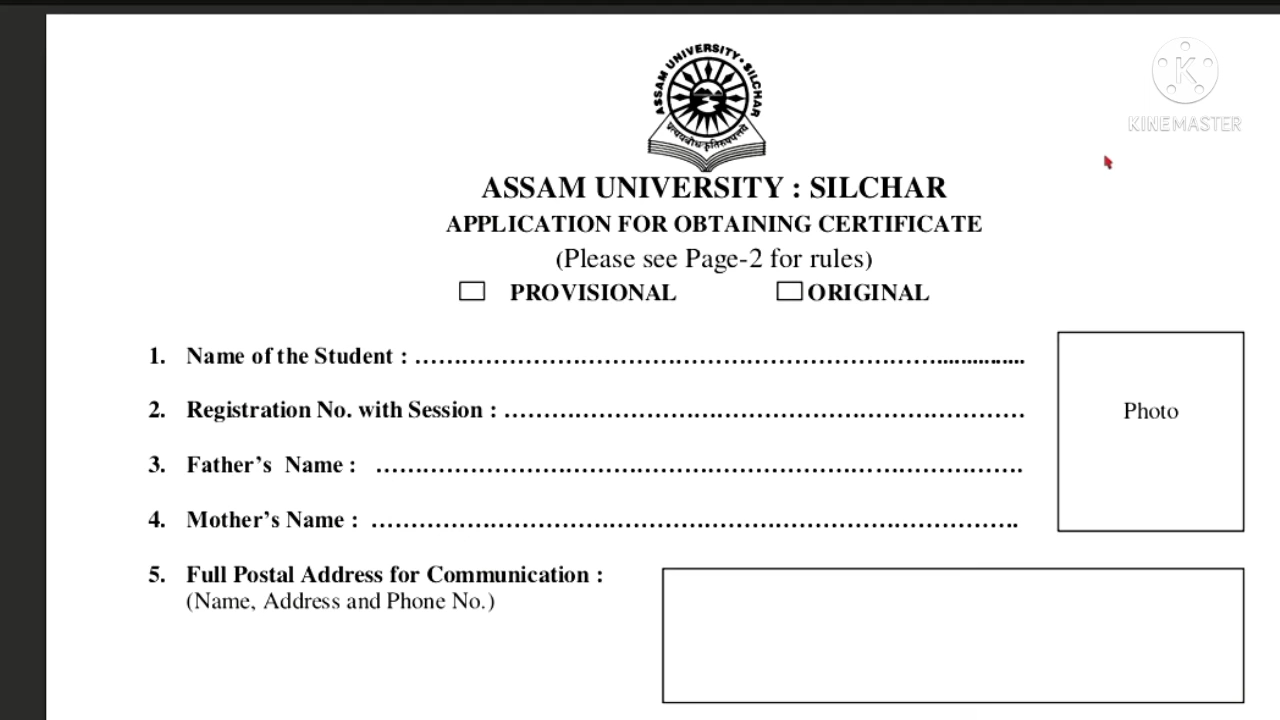 ASSAM UNIVERSITY • SILCHAR
KINEMASTER
ASSAM UNIVERSITY : SILCHAR
APPLICATION FOR OBTAINING CERTIFICATE
(Please see Page-2 for rules)
PROVISIONAL ORIGINAL
1. Name of the Student : ……………………………………………………………...............
2. Registration No. with Session : …………………………………………………………
Photo
3. Father’s Name : ……………………………………………………………………….
4. Mother’s Name : ……………………………………………………………………….
5. Full Postal Address for Communication :
(Name, Address and Phone No.)